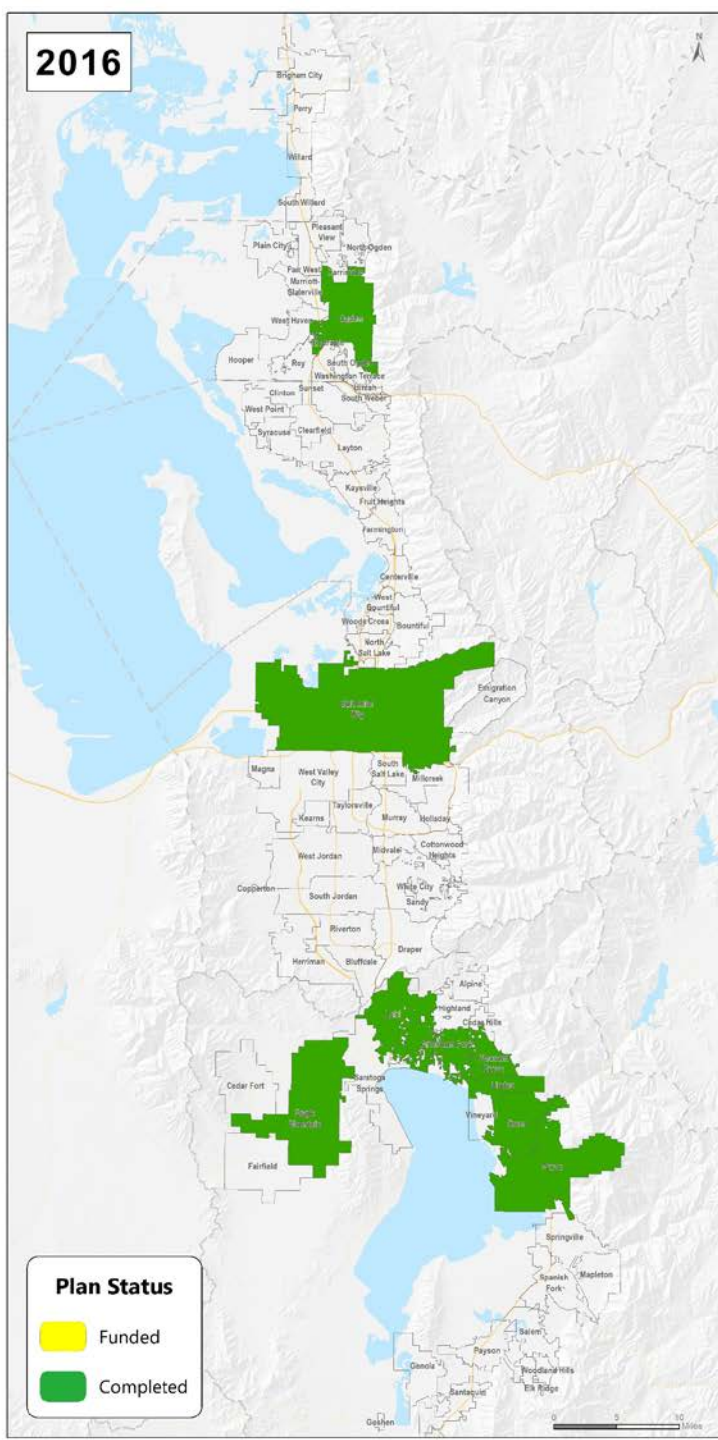 2016
N
Brigham City
Perry
Willard
South Willard
Pleasant
View
Plain City
North Ogden
Farr West
Harrisville
Marriott-
Slaterville
Ogden
West Haven
Hooper
Roy
South Ogden
Washington Terrace
Sunset
Uintah
Clinton
South Weber
West Point
Syracuse
Clearfield
Layton
Kaysville
Fruit Heights
Farmington
Centerville
West
Bountiful
Woods Cross
Bountiful
North
Salt Lake
Emigration
Canyon
Salt Lake
City
Magna
West Valley
City
South
Salt Lake
Millcreek
Taylorsville
Kearns
Murray
Holladay
West Jordan
Midvale
Cottonwood
Heights
Copperton
White City
South Jordan
Sandy
Riverton
Draper
Herriman
Bluffdale
Alpine
Lehi
Highland
Cedar Hills
American Fork
Pleasant
Grove
Cedar Fort
Saratoga
Springs
Lindon
Eagle
Mountain
Vineyard
Orem
Fairfield
Provo
Springville
Spanish
Fork
Mapleton
Salem
Payson
Genola
Woodland Hills
Elk Ridge
Santaquin
Goshen
Plan Status
Funded
Completed
0 5 10
Miles